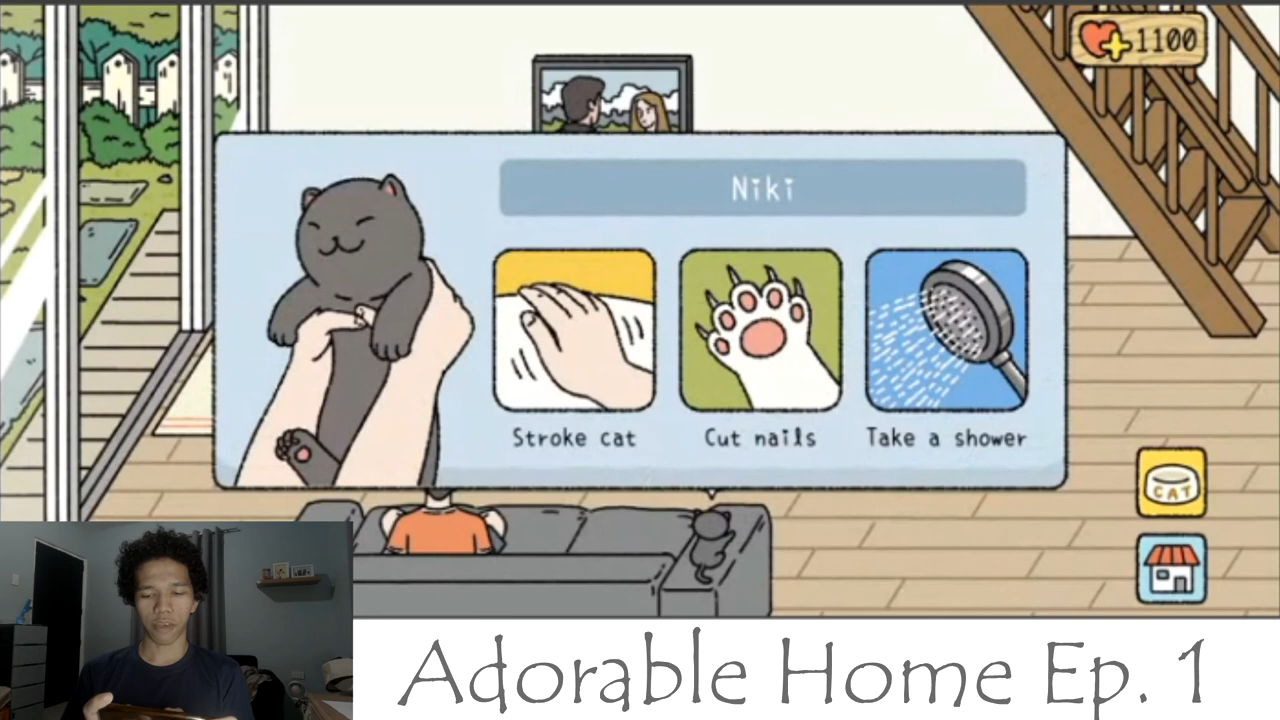 1100
Niki
Stroke cat
Cut nails
Take a shower
CAT
Adorable Home Ep. 1